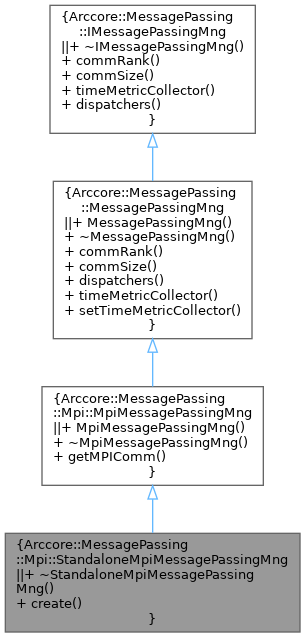 {Arccore::MessagePassing
::IMessagePassingMng
||+ ~IMessagePassingMng()
+ commRank()
+ commSize()
+ timeMetricCollector()
+ dispatchers()
}
{Arccore::MessagePassing
::MessagePassingMng
||+ MessagePassingMng()
+ ~MessagePassingMng()
+ commRank()
+ commSize()
+ dispatchers()
+ timeMetricCollector()
+ setTimeMetricCollector()
}
{Arccore::MessagePassing
::Mpi::MpiMessagePassingMng
||+ MpiMessagePassingMng()
+ ~MpiMessagePassingMng()
+ getMPIComm()
}
{Arccore::MessagePassing
::Mpi::StandaloneMpiMessagePassingMng
||+ ~StandaloneMpiMessagePassing
Mng()
+ create()
}